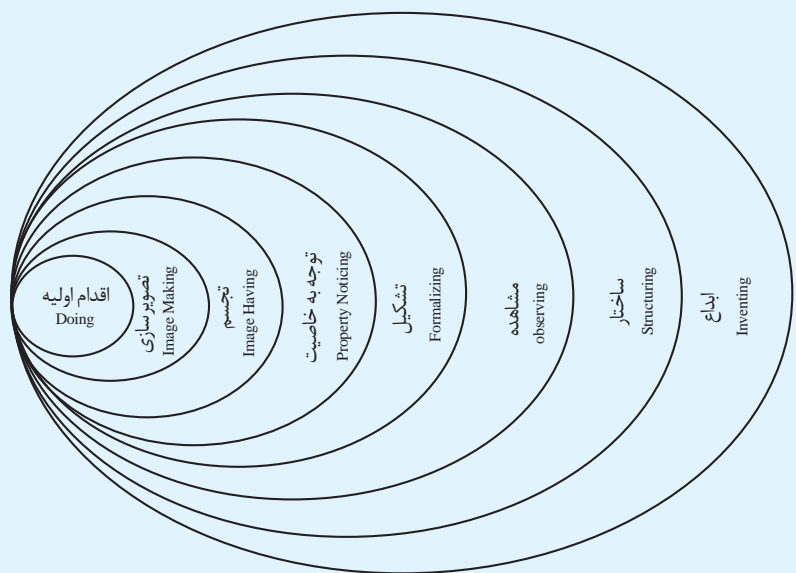 اقدام اولیه
Doing
تصویرسازی
Image Making
تجسم
Image Having
توجه به خاصیت
Property Noticing
تشکیل
Formalizing
مشاهده
observing
ساختار
Structuring
ابداع
Inventing